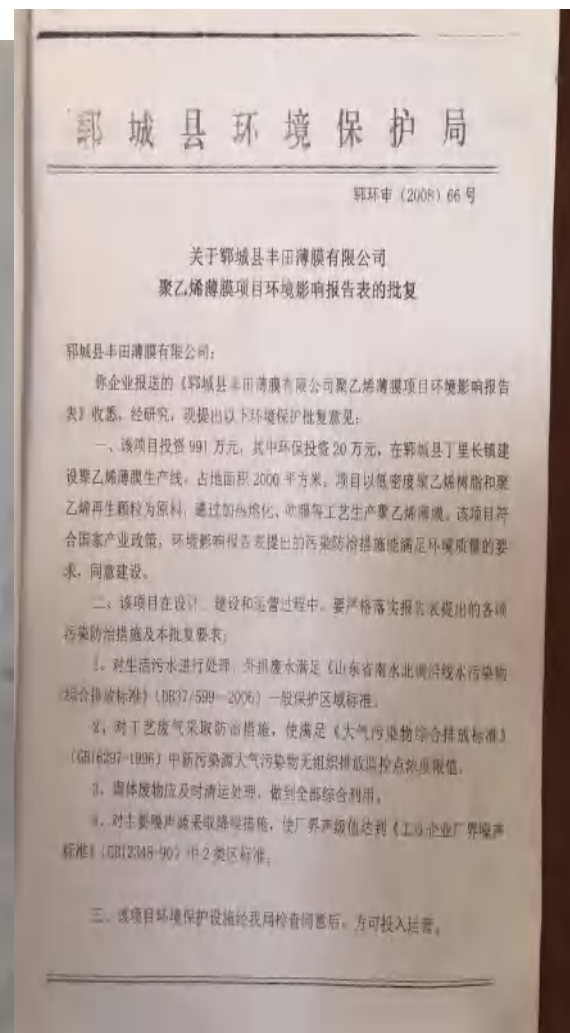 郓城县环境保护局
郓环审（2008）66号
关于郓城县丰田薄膜有限公司
聚乙烯薄膜项目环境影响报告表的批复
郓城县丰田薄膜有限公司：
你企业报送的《郓城县丰田薄膜有限公司聚乙烯薄膜项目环境影响报告
表》收悉，经研究，现提出以下环境保护批复意见：
一、该项目投资991万元，其中环保投资20万元，在郓城县丁里长镇建
设聚乙烯薄膜生产线，占地面积2000平方米，项目以低密度聚乙烯树脂和聚
乙烯再生颗粒为原料，通过加热熔化、吹膜等工艺生产聚乙烯薄膜。该项目符
合国家产业政策，环境影响报告表提出的污染防治措施能满足环境质量的要
求，同意建设。
二、该项目在设计、建设和运营过程中，要严格落实报告表提出的各项
污染防治措施及本批复要求：
1、对生活污水进行处理，外排废水满足《山东省南水北调沿线水污染物
综合排放标准》（DB37/599—2006）一般保护区域标准。
2、对工艺废气采取防治措施，使满足《大气污染物综合排放标准》
（GB16297-1996）中新污染源大气污染物无组织排放监控点浓度限值。
3、固体废物应及时清运处理，做到全部综合利用。
4、对主要噪声源采取降噪措施，使厂界声级值达到《工业企业厂界噪声
标准》（GB12348-90）中2类区标准。
三、该项目环境保护设施经我局检查同意后，方可投入运营。